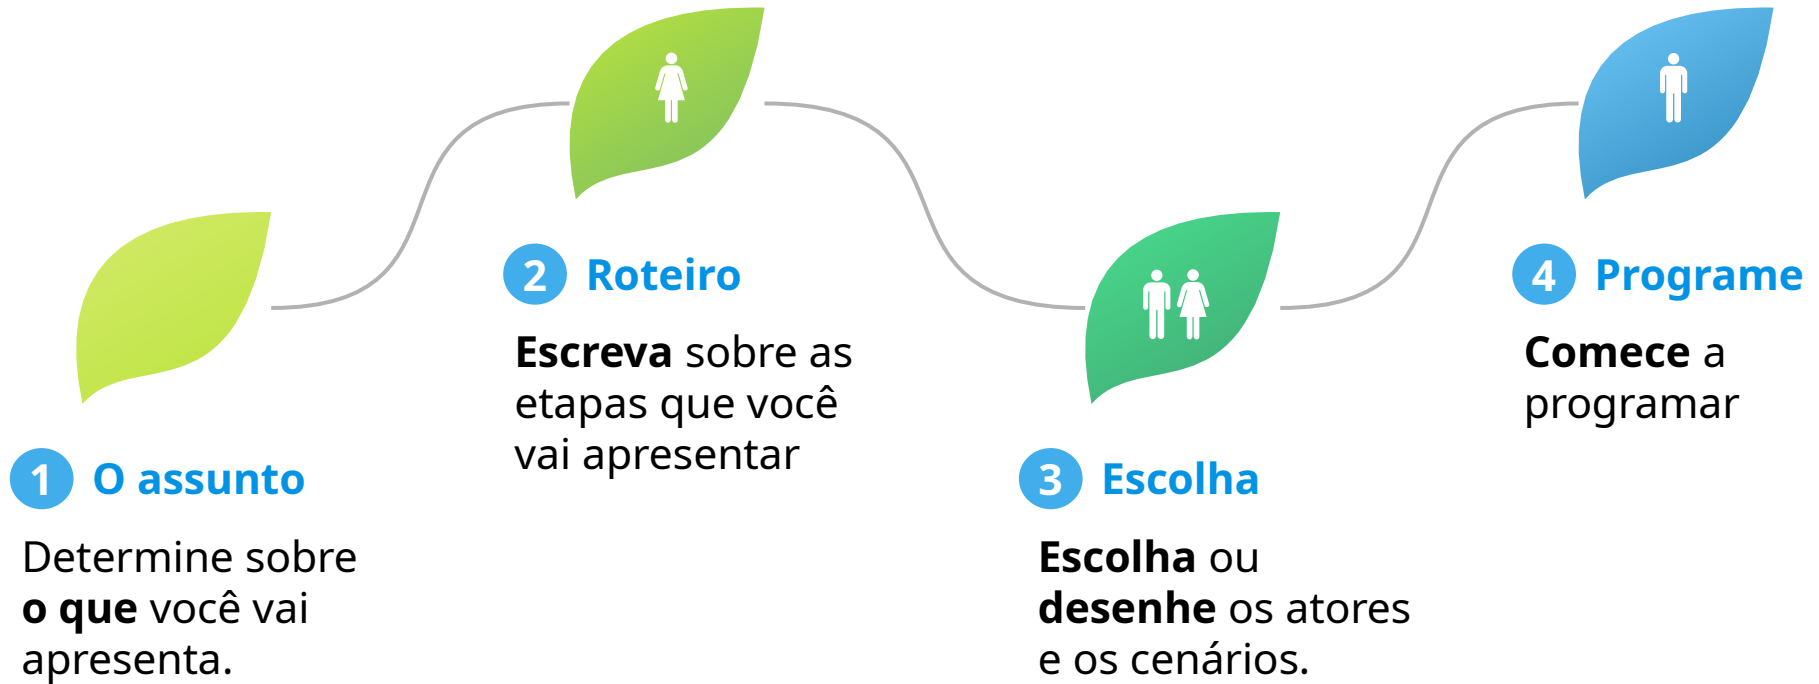 1 O assunto
Determine sobre
o que você vai
apresenta.
2 Roteiro
Escreva sobre as
etapas que você
vai apresentar
3 Escolha
Escolha ou
desenhe os atores
e os cenários.
4 Programe
Comece a
programar